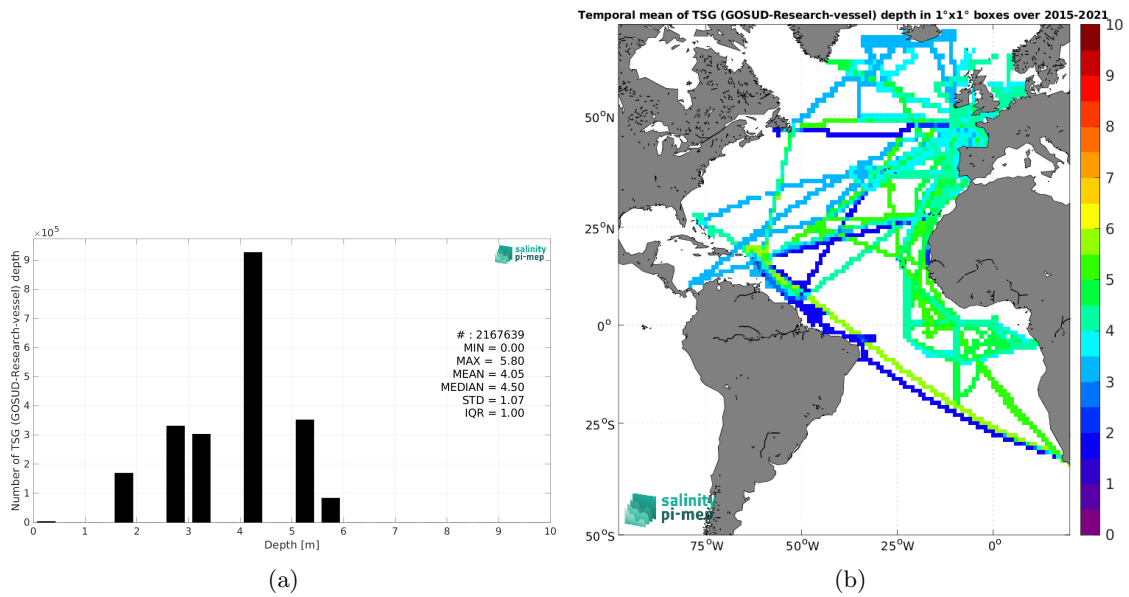 ×10⁵
9
8
7
6
5
4
3
2
1
0
Number of TSG (GOSUD-Research-vessel) depth
salinity
pi-mep
# : 2167639
MIN = 0.00
MAX = 5.80
MEAN = 4.05
MEDIAN = 4.50
STD = 1.07
IQR = 1.00
0 1 2 3 4 5 6 7 8 9 10
Depth [m]
(a)
Temporal mean of TSG (GOSUD-Research-vessel) depth in 1°x1° boxes over 2015-2021
50°N
25°N
0°
25°S
50°S
75°W 50°W 25°W 0°
salinity
pi-mep
10
9
8
7
6
5
4
3
2
1
0
(b)